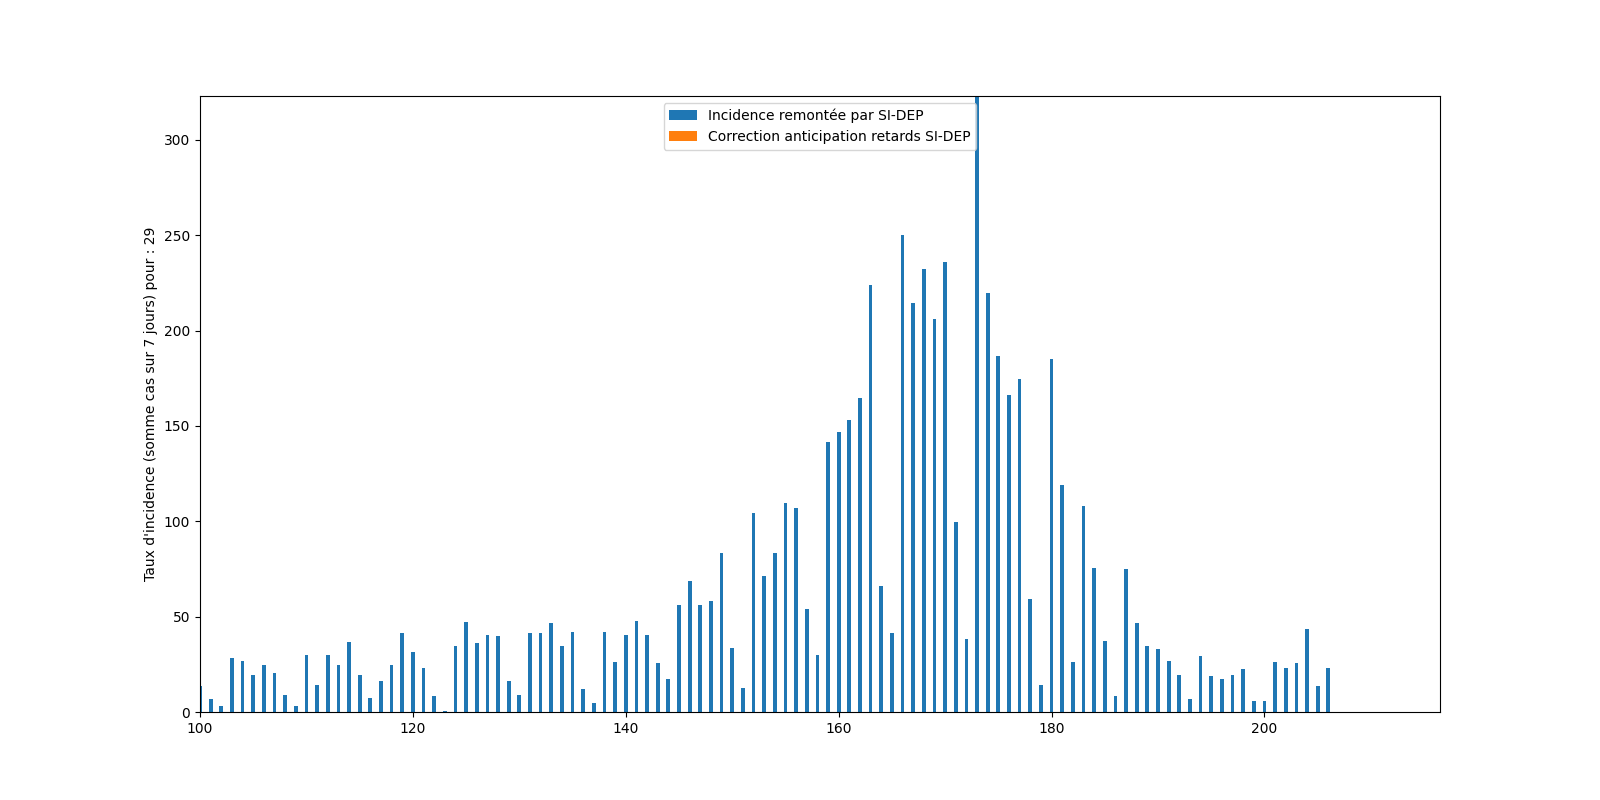 Incidence remontée par SI-DEP
Correction anticipation retards SI-DEP
Taux d'incidence (somme cas sur 7 jours) pour : 29
300
250
200
150
100
50
0
100 120 140 160 180 200